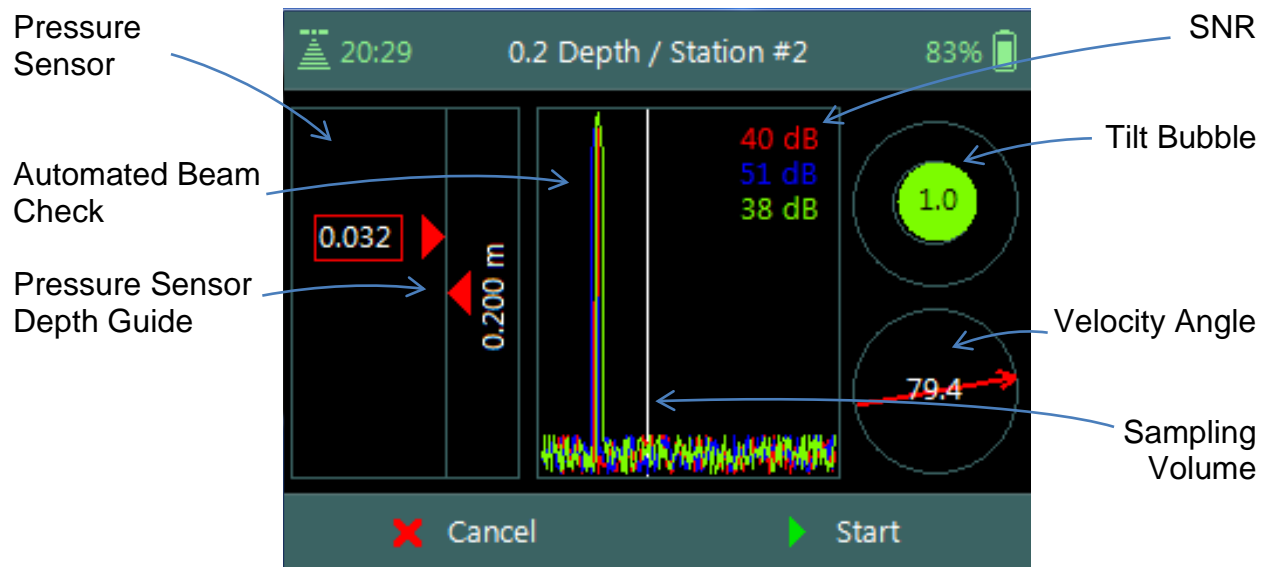 Pressure
Sensor
Automated Beam
Check
Pressure Sensor
Depth Guide
20:29
0.2 Depth / Station #2
83%
0.032
0.200 m
40 dB
51 dB
38 dB
1.0
79.4
Cancel
Start
SNR
Tilt Bubble
Velocity Angle
Sampling
Volume